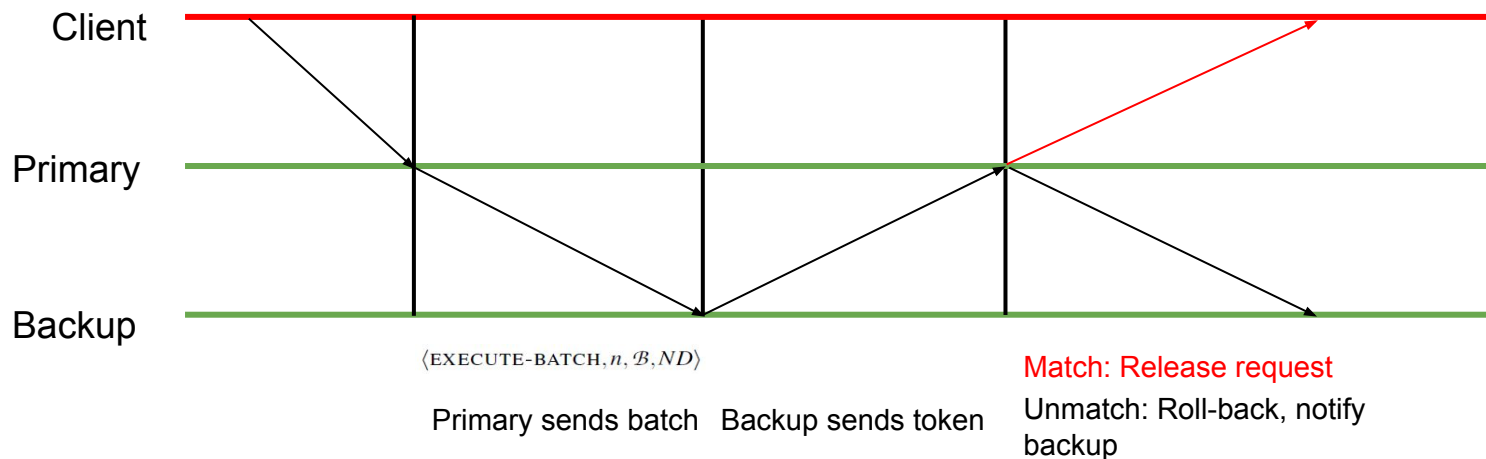 Client
Primary
Backup
⟨EXECUTE-BATCH, n, ℬ, ND⟩
Primary sends batch
Backup sends token
Match: Release request
Unmatch: Roll-back, notify
backup